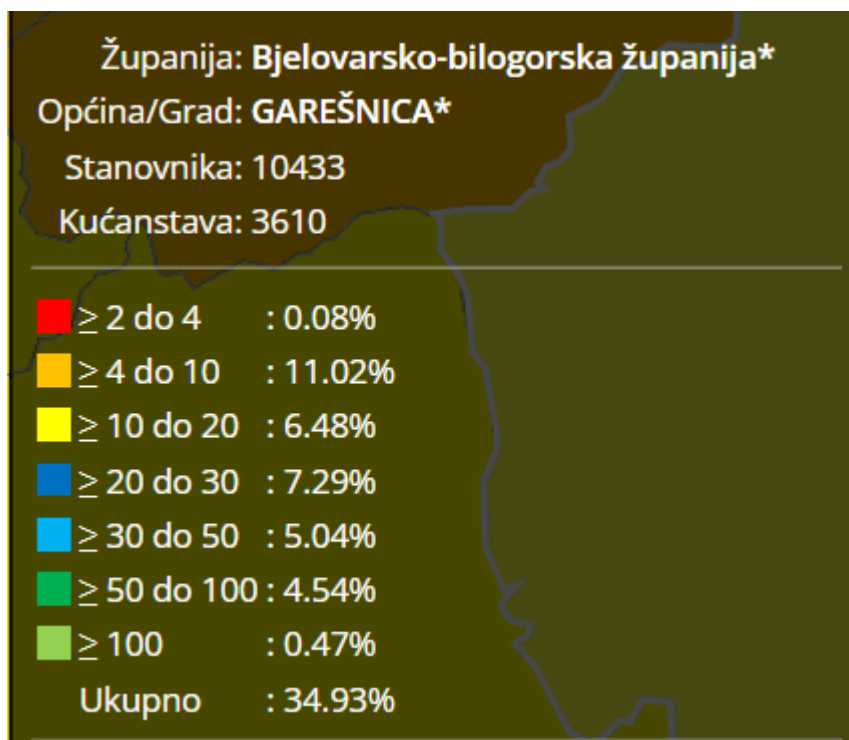 Županija: Bjelovarsko-bilogorska županija*
Općina/Grad: GAREŠNICA*
Stanovnika: 10433
Kućanstava: 3610
≥ 2 do 4 : 0.08%
≥ 4 do 10 : 11.02%
≥ 10 do 20 : 6.48%
≥ 20 do 30 : 7.29%
≥ 30 do 50 : 5.04%
≥ 50 do 100 : 4.54%
≥ 100 : 0.47%
Ukupno : 34.93%